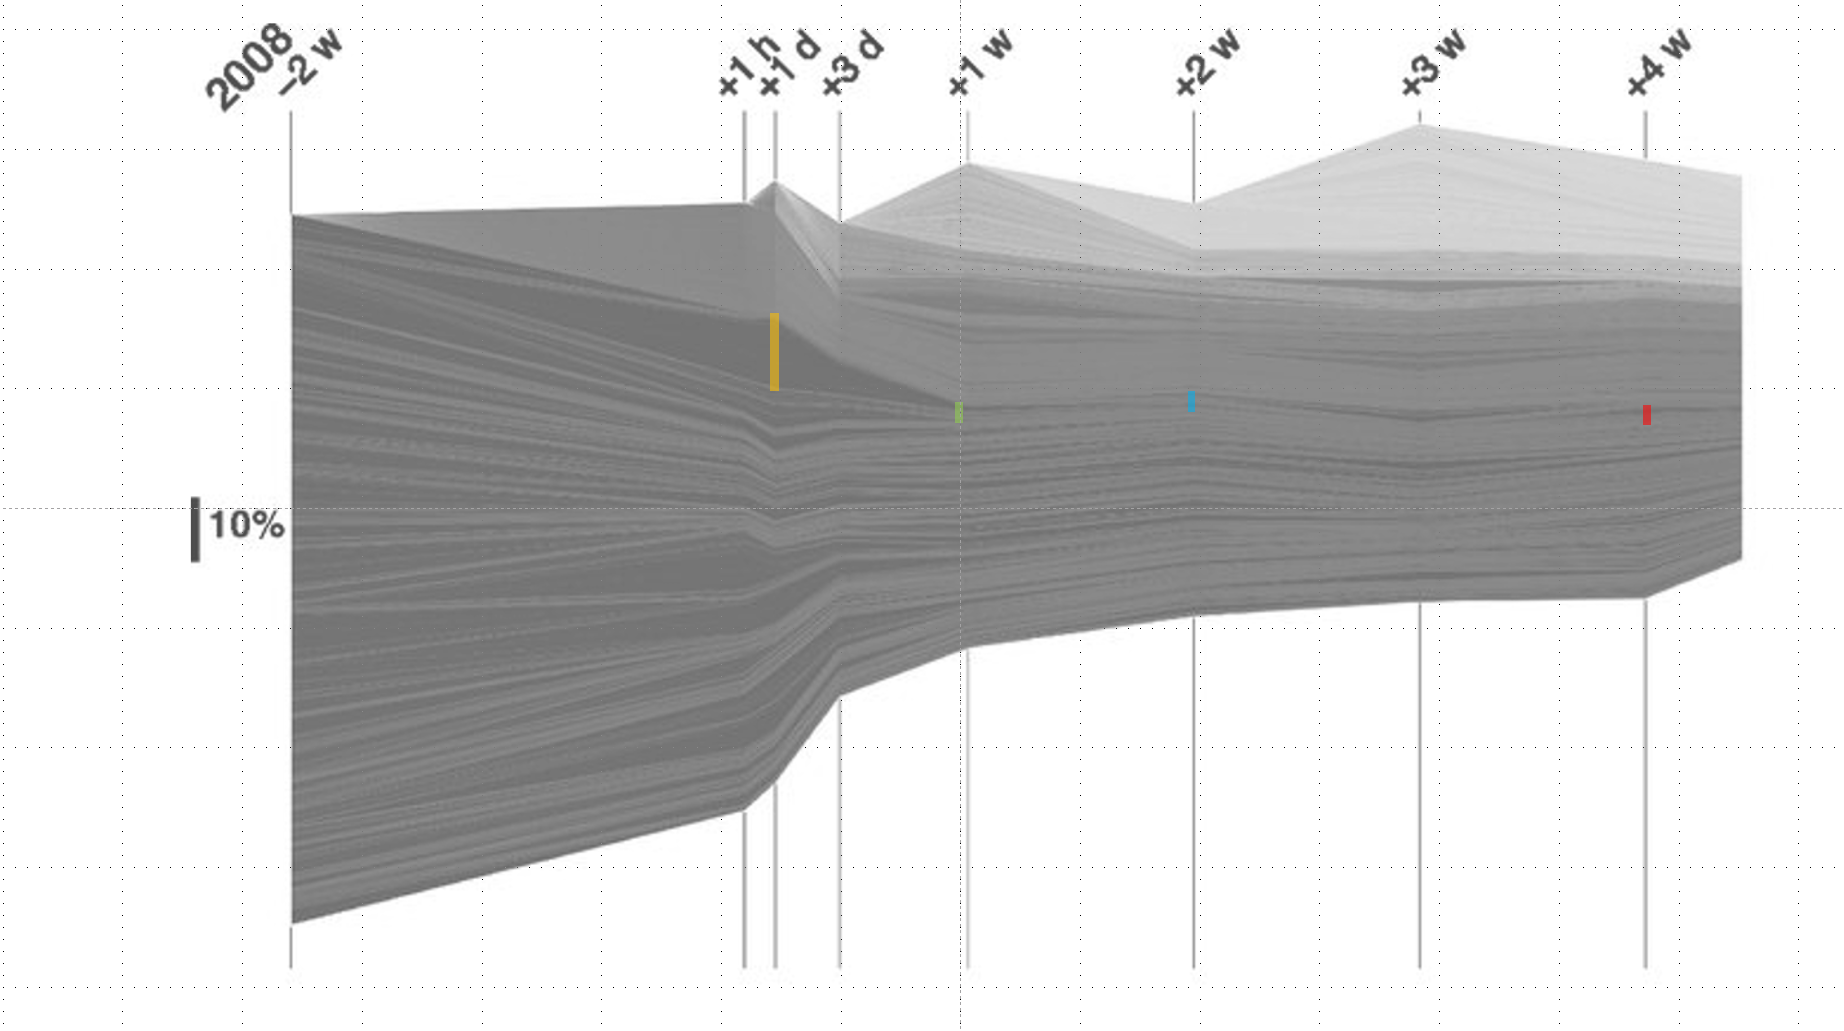 2008
–2 w
+1 h
+1 d
+3 d
+1 w
+2 w
+3 w
+4 w
10%